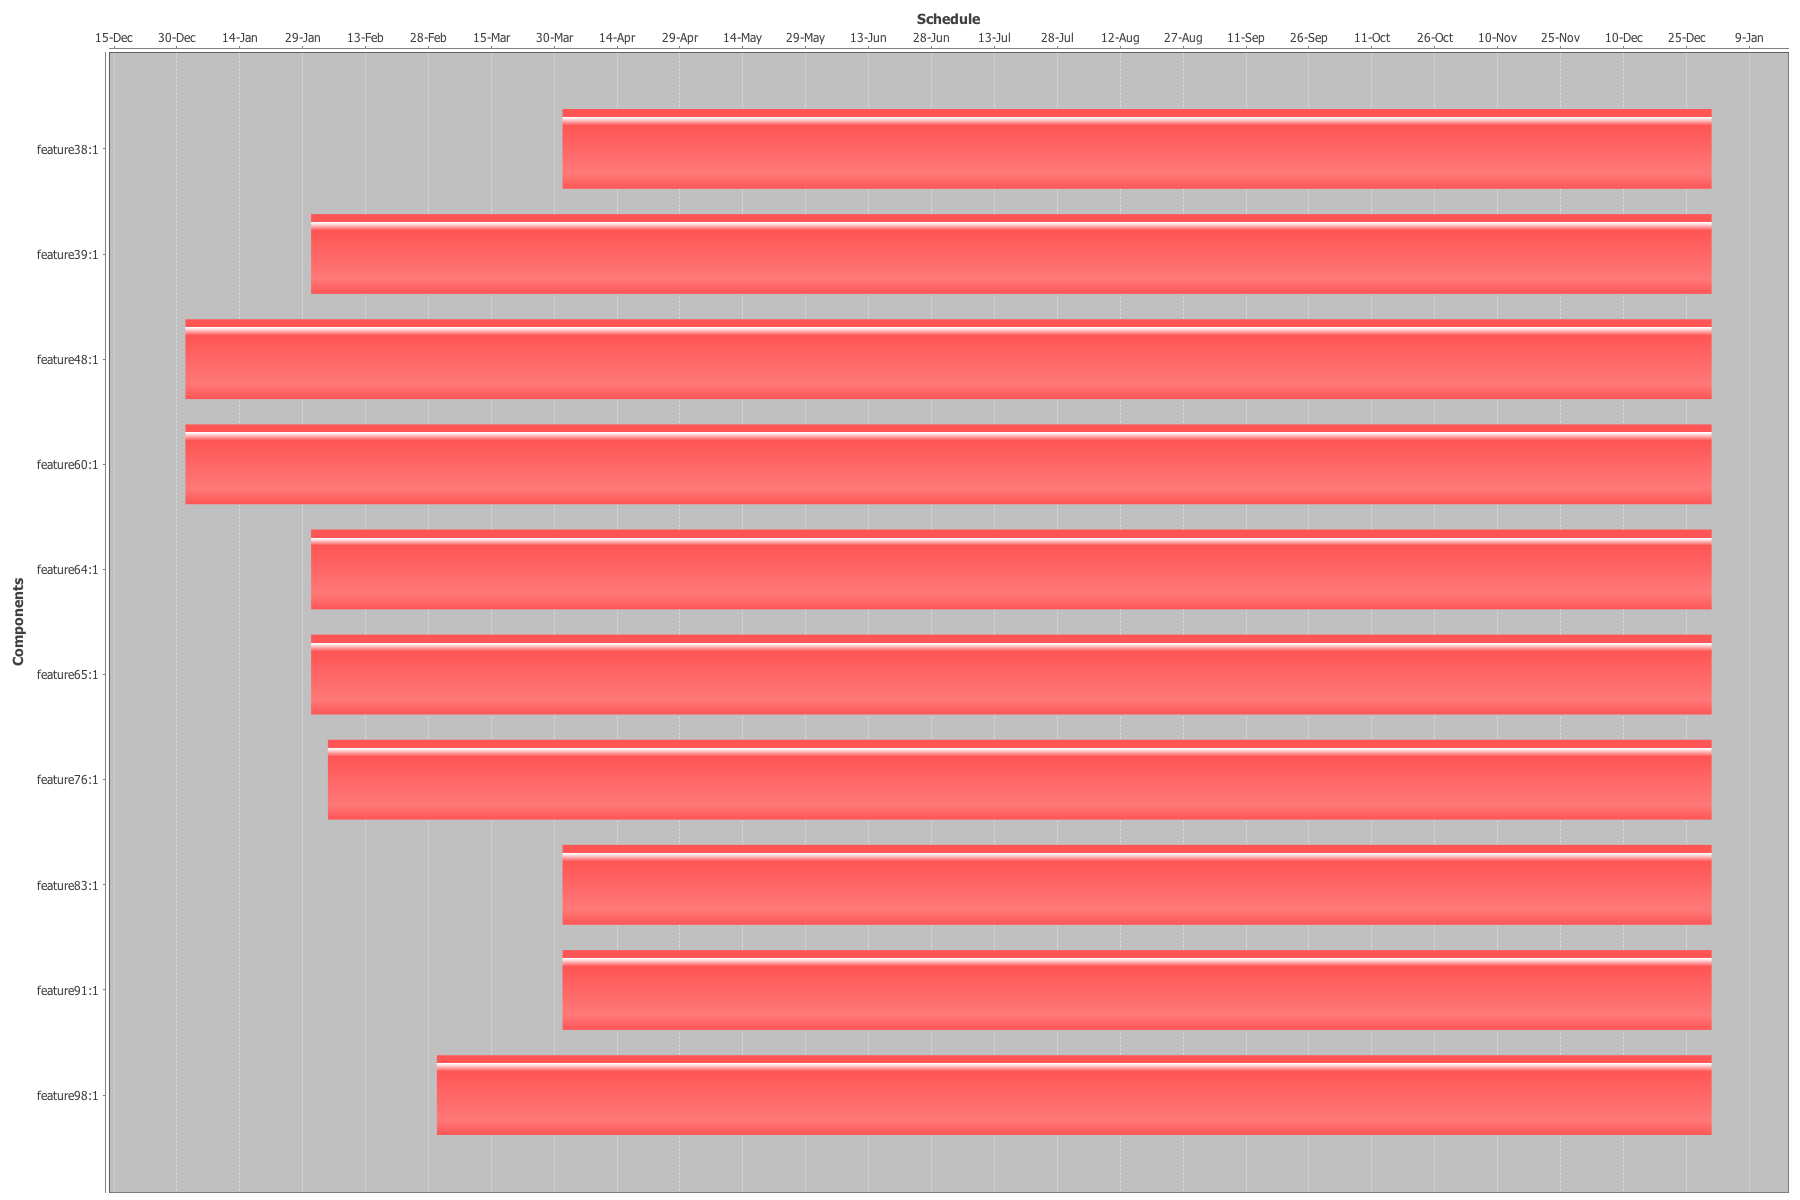 Schedule
15-Dec 30-Dec 14-Jan 29-Jan 13-Feb 28-Feb 15-Mar 30-Mar 14-Apr 29-Apr 14-May 29-May 13-Jun 28-Jun 13-Jul 28-Jul 12-Aug 27-Aug 11-Sep 26-Sep 11-Oct 26-Oct 10-Nov 25-Nov 10-Dec 25-Dec 9-Jan
Components
feature38:1
feature39:1
feature48:1
feature60:1
feature64:1
feature65:1
feature76:1
feature83:1
feature91:1
feature98:1